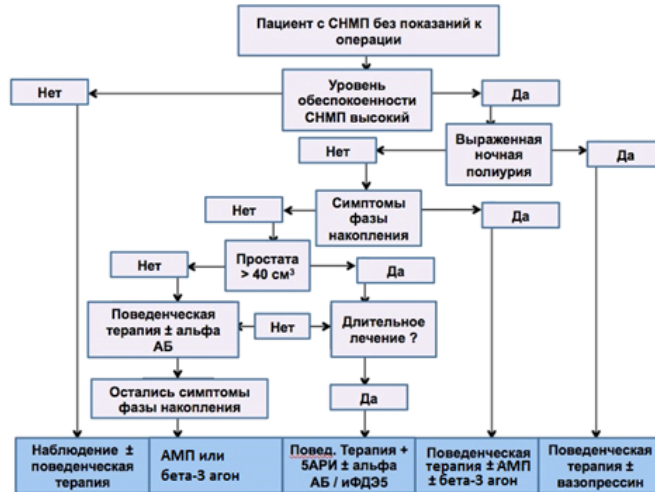 Пациент с СНМП без показаний к
операции
Нет
Уровень
обеспокоенности
СНМП высокий
Да
Нет
Выраженная
ночная
полиурия
Да
Нет
Симптомы
фазы
накопления
Да
Нет
Простата
> 40 см³
Да
Поведенческая
терапия ± альфа
АБ
Нет
Длительное
лечение ?
Остались симптомы
фазы накопления
Да
Наблюдение ±
поведенческая
терапия
АМП или
бета-3 агон
Повед. Терапия +
5АРИ ± альфа
АБ / иФДЭ5
Поведенческая
терапия ± АМП
± бета-3 агон
Поведенческая
терапия ±
вазопрессин